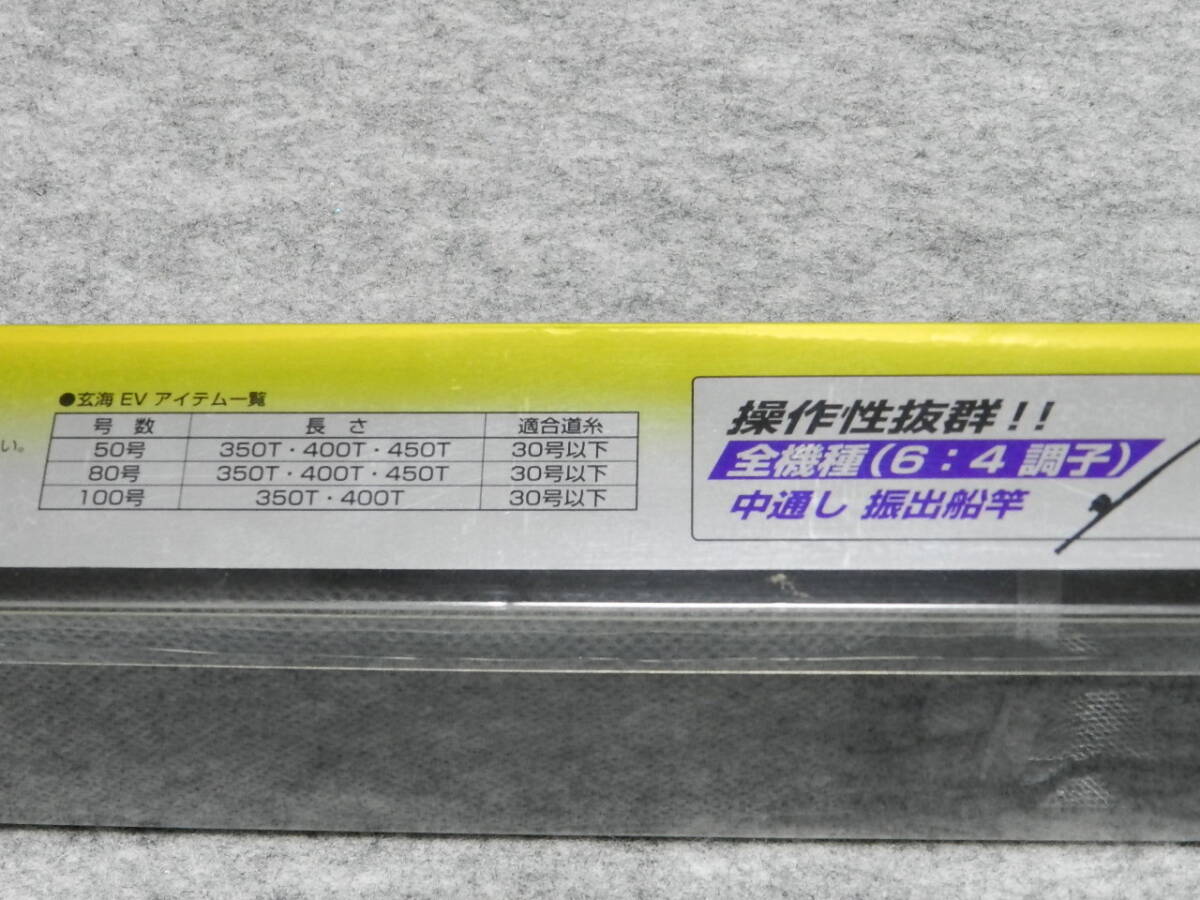 ●玄海 EV アイテム一覧
号 数 長 さ 適合道糸
50号 350T・400T・450T 30号以下
80号 350T・400T・450T 30号以下
100号 350T・400T 30号以下
い。
操作性抜群!!
全機種(6:4調子)
中通し 振出船竿